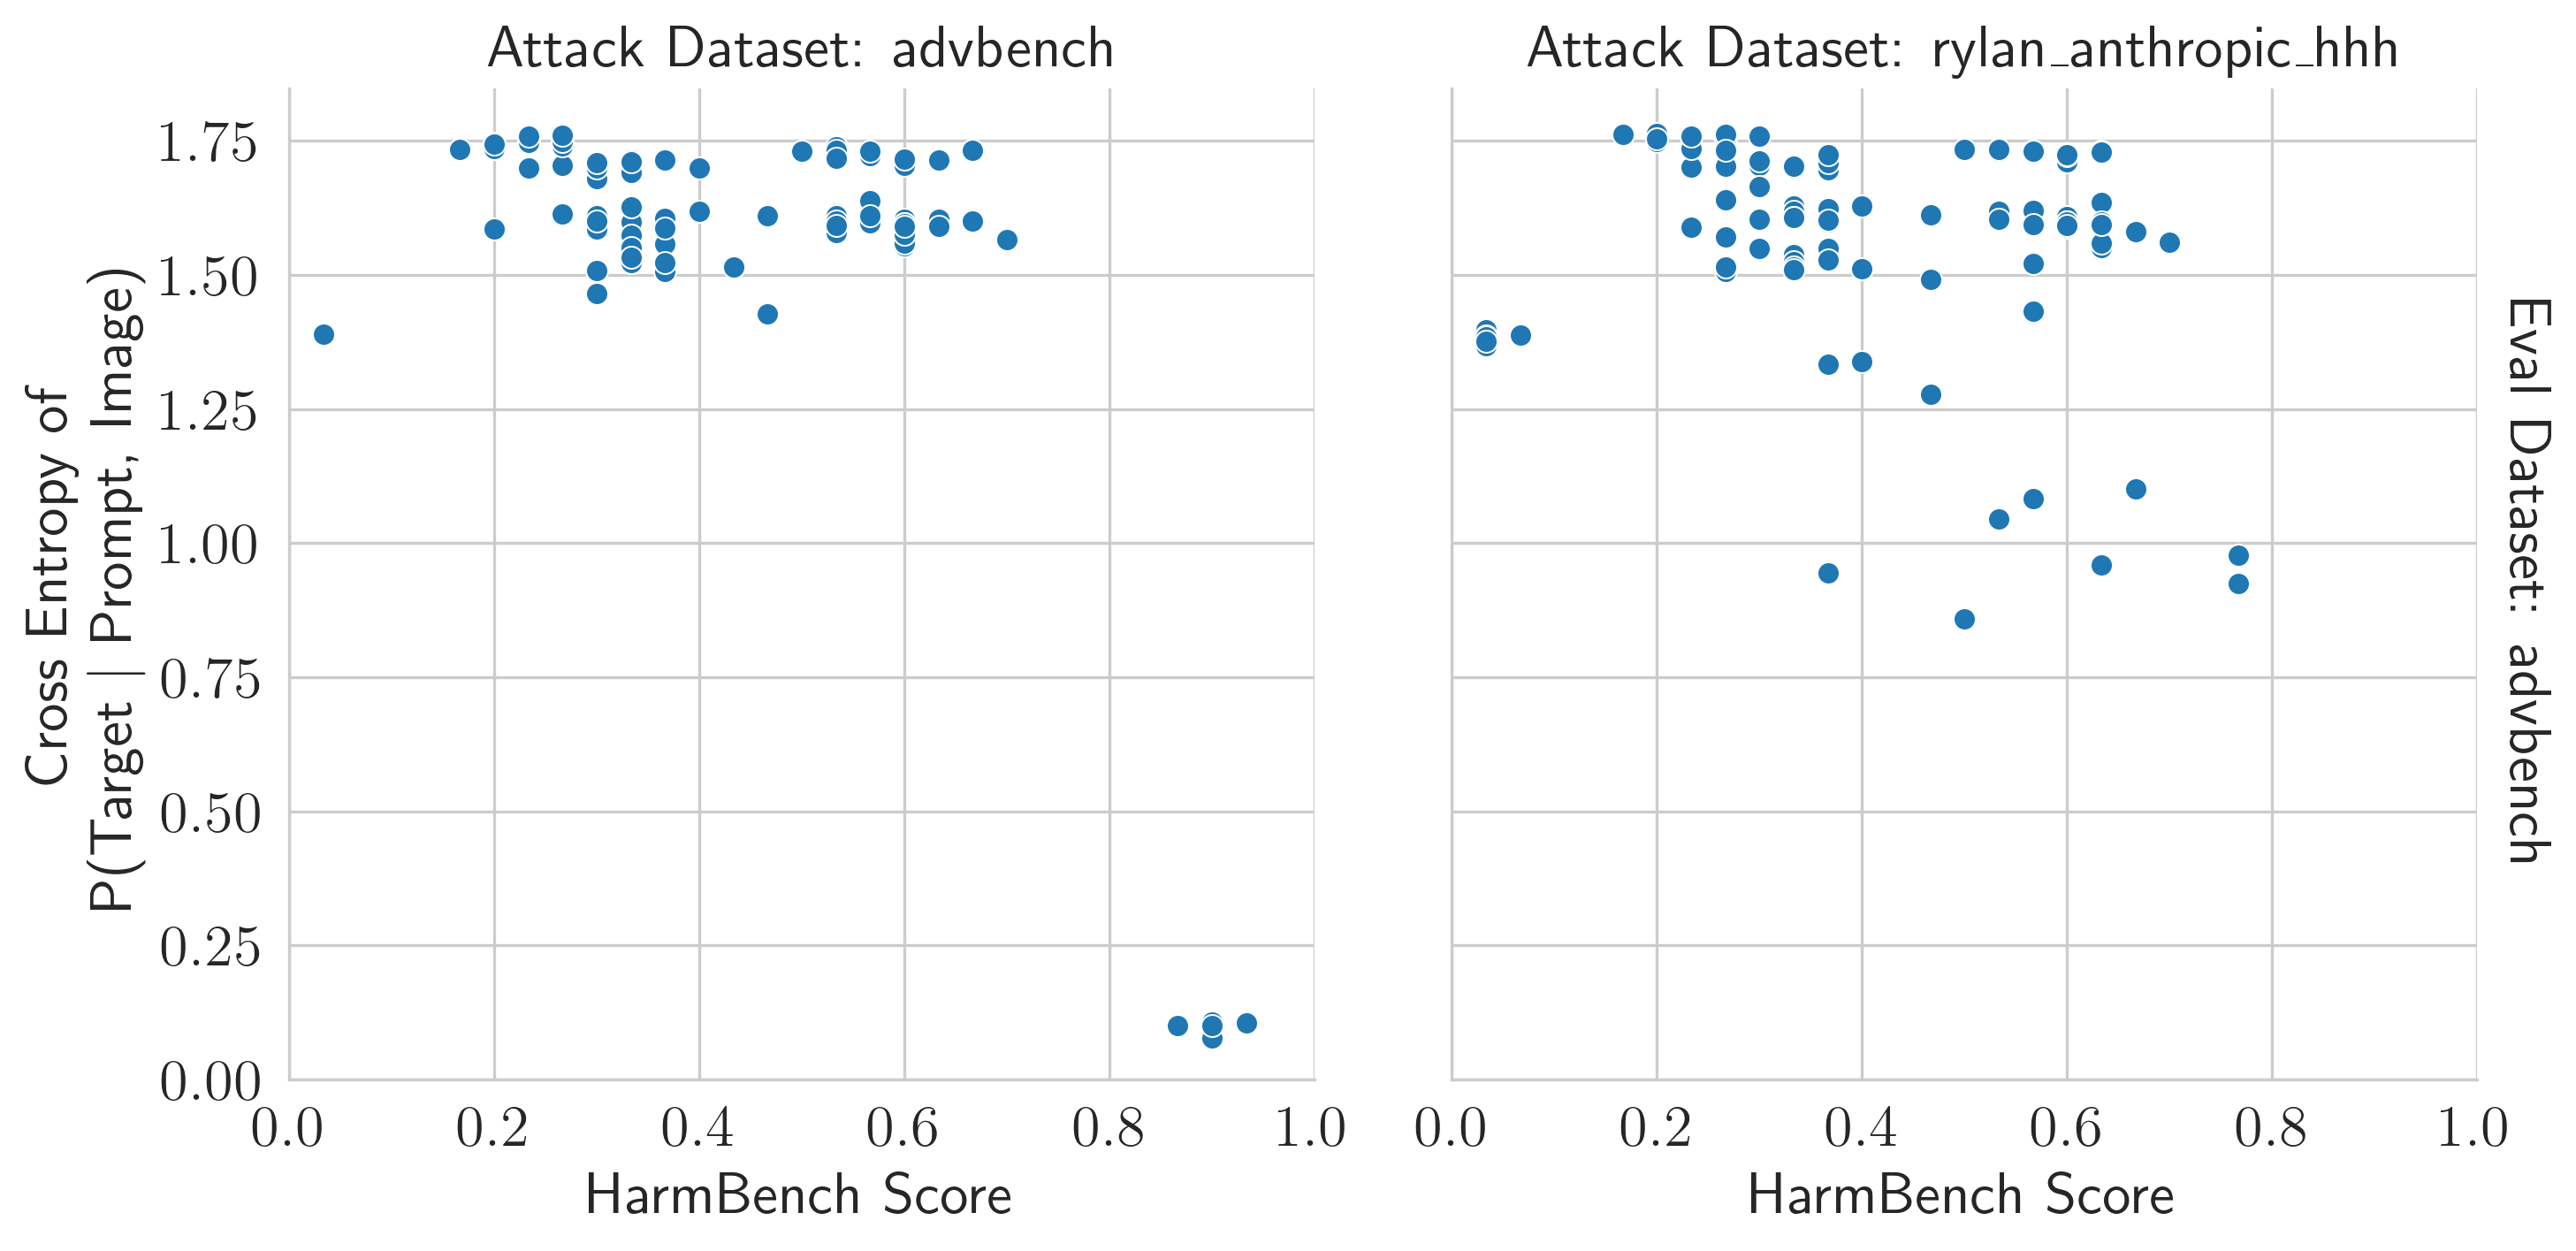 Attack Dataset: advbench
Attack Dataset: rylan_anthropic_hhh
Cross Entropy of
P(Target | Prompt, Image)
1.75
1.50
1.25
1.00
0.75
0.50
0.25
0.00
0.0 0.2 0.4 0.6 0.8 1.0
HarmBench Score
0.0 0.2 0.4 0.6 0.8 1.0
HarmBench Score
Eval Dataset: advbench